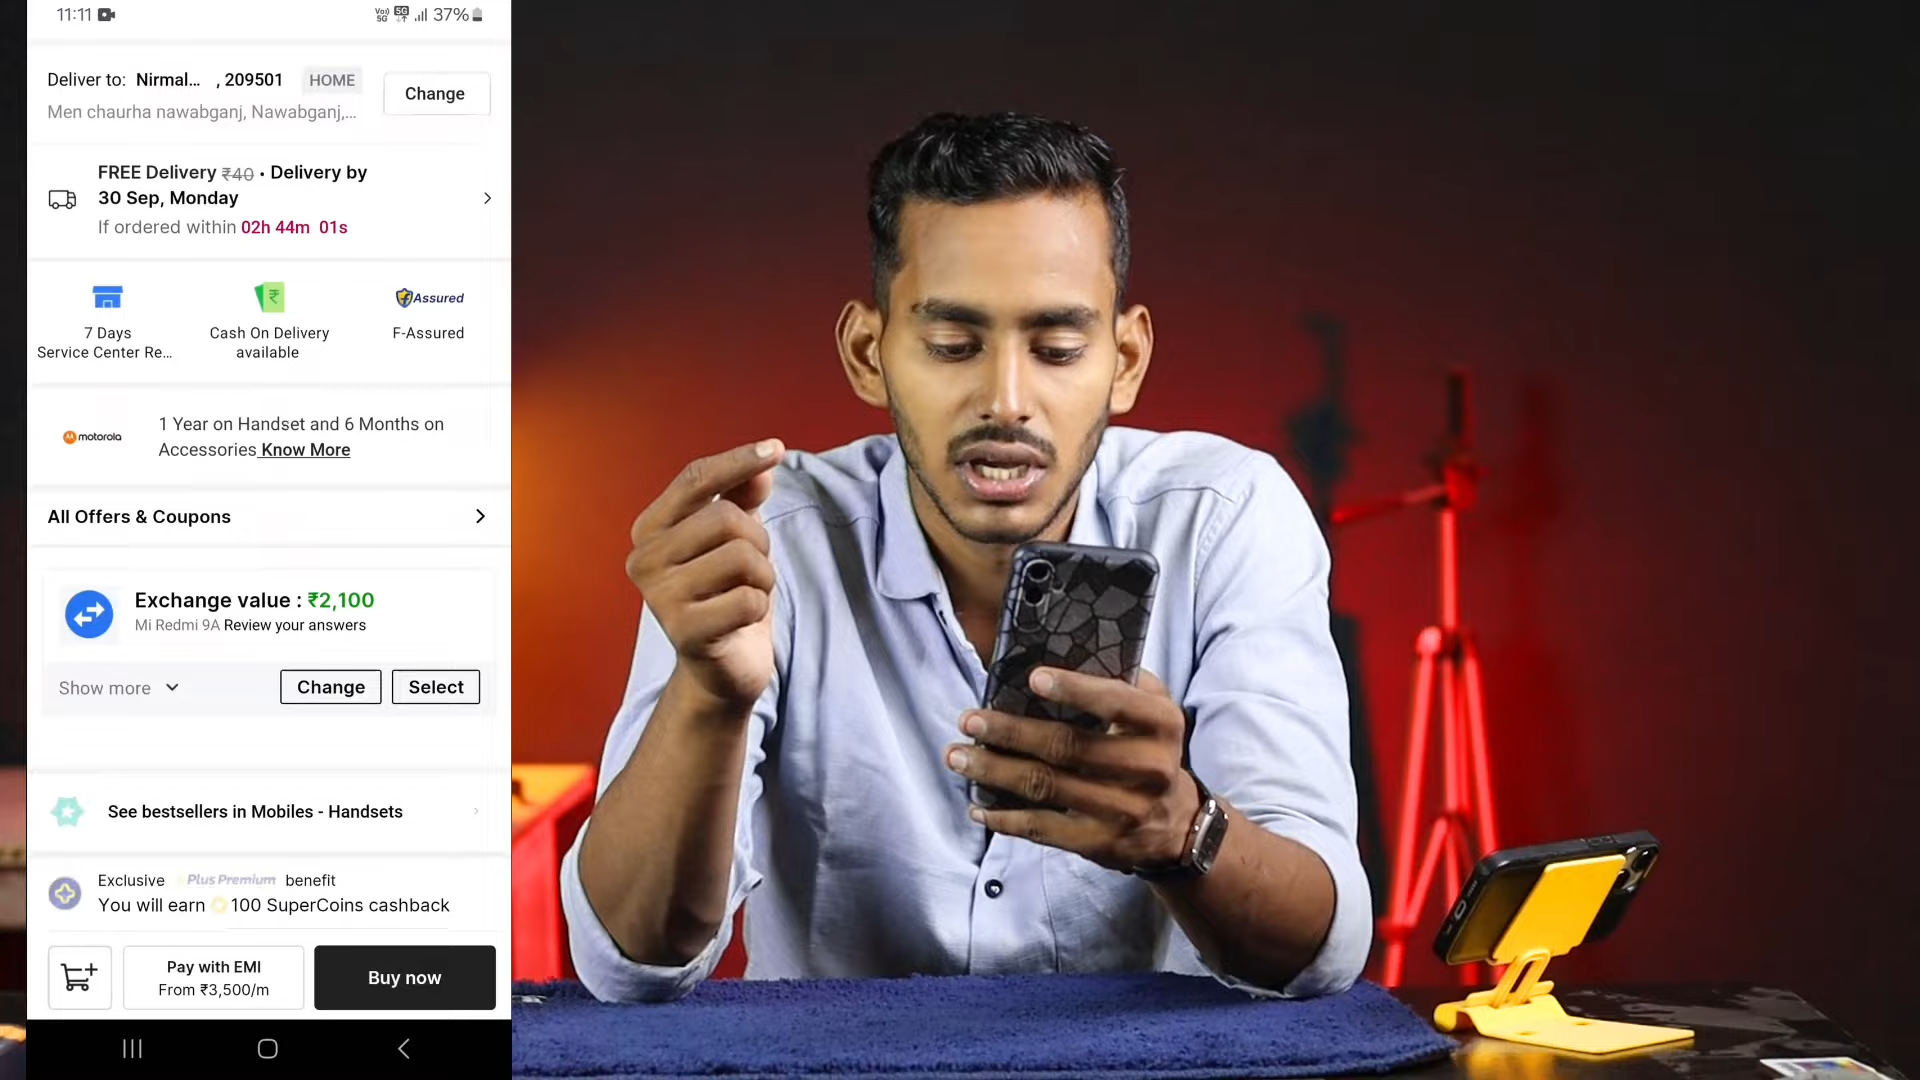 11:11
Vo)) 5G 5G 37%
Deliver to: Nirmal... , 209501 HOME
Change
Men chaurha nawabganj, Nawabganj,...
FREE Delivery ₹40 • Delivery by
30 Sep, Monday
If ordered within 02h 44m 01s
7 Days
Service Center Re...
Cash On Delivery
available
Assured
F-Assured
motorola
1 Year on Handset and 6 Months on
Accessories Know More
All Offers & Coupons
Exchange value : ₹2,100
Mi Redmi 9A Review your answers
Show more
Change
Select
See bestsellers in Mobiles - Handsets
Exclusive Plus Premium benefit
You will earn 100 SuperCoins cashback
Pay with EMI
From ₹3,500/m
Buy now